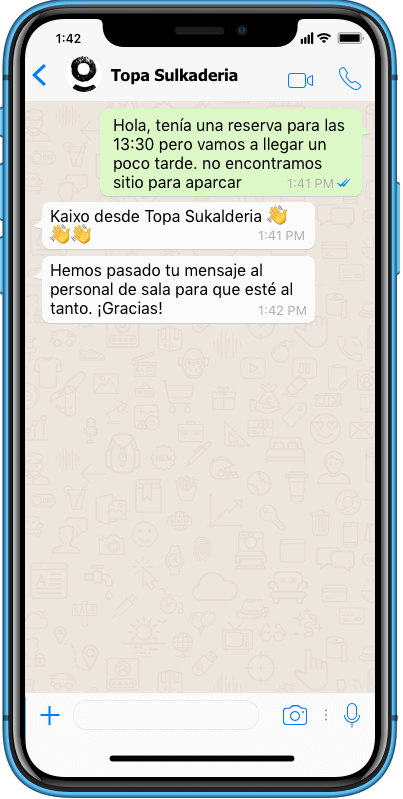 1:42
Topa Sulkaderia
Hola, tenía una reserva para las
13:30 pero vamos a llegar un
poco tarde. no encontramos
sitio para aparcar
1:41 PM
Kaixo desde Topa Sukalderia 👋
👋👋
1:41 PM
Hemos pasado tu mensaje al
personal de sala para que esté al
tanto. ¡Gracias!
1:42 PM